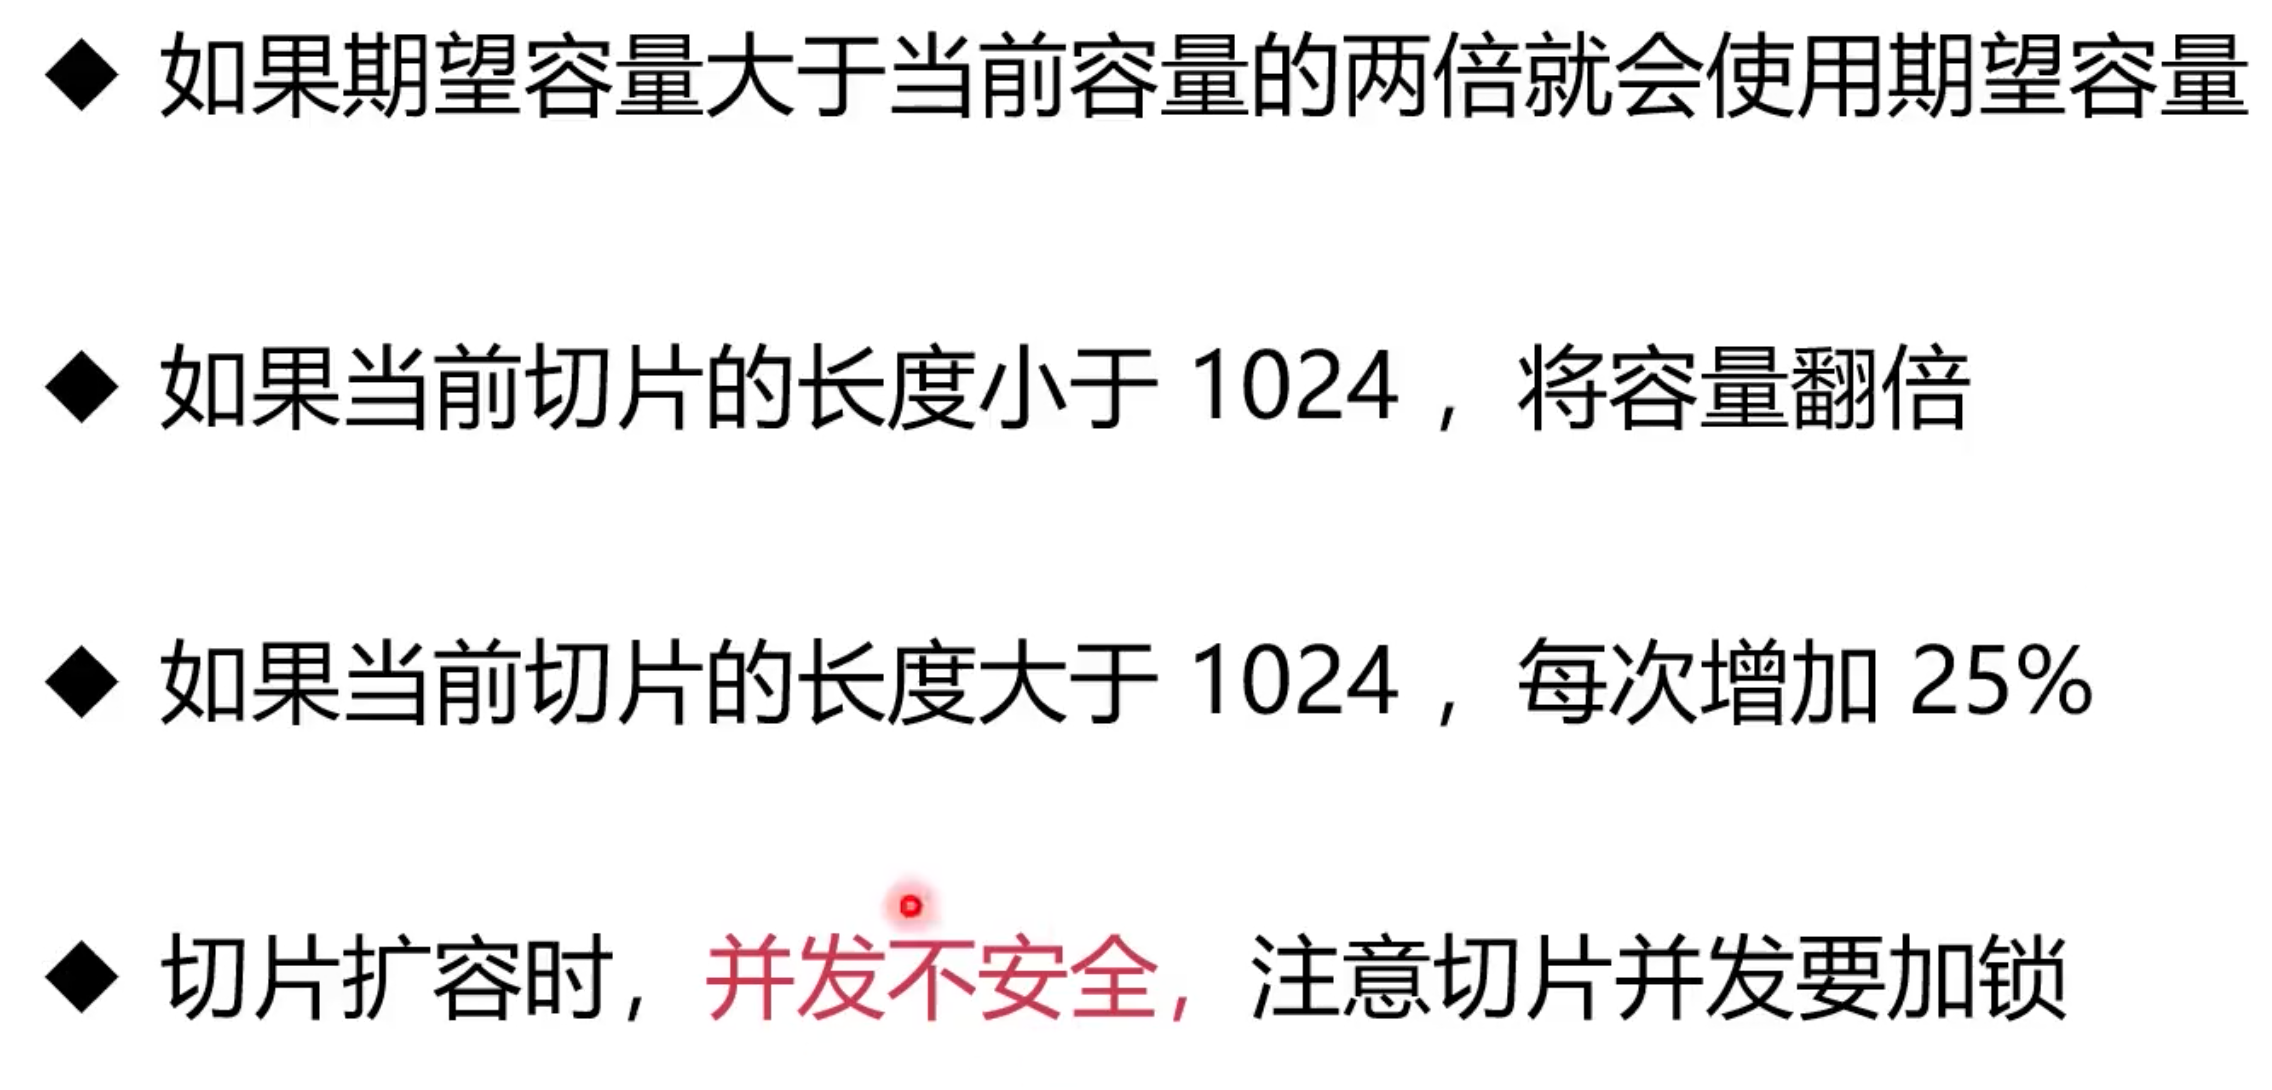 ◆ 如果期望容量大于当前容量的两倍就会使用期望容量
◆ 如果当前切片的长度小于 1024 ，将容量翻倍
◆ 如果当前切片的长度大于 1024 ，每次增加 25%
◆ 切片扩容时，并发不安全，注意切片并发要加锁